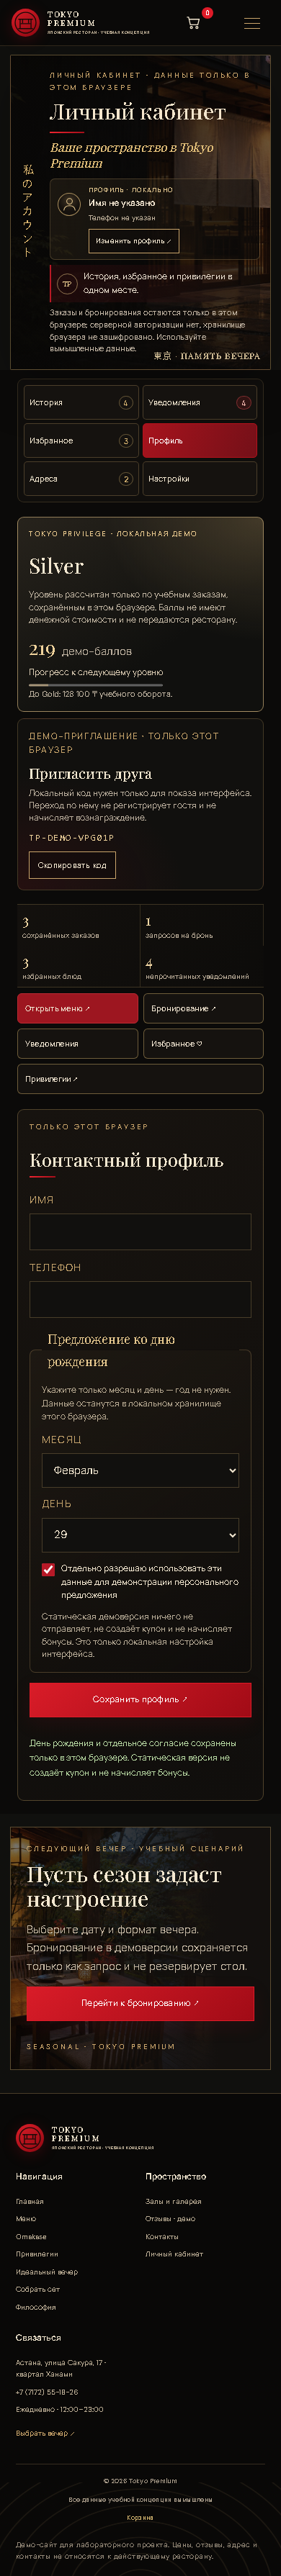 TOKYO
PREMIUM
ЯПОНСКИЙ РЕСТОРАН · УЧЕБНАЯ КОНЦЕПЦИЯ
0
ЛИЧНЫЙ КАБИНЕТ · ДАННЫЕ ТОЛЬКО В
ЭТОМ БРАУЗЕРЕ
Личный кабинет
Ваше пространство в Tokyo
Premium
私のアカウント
ПРОФИЛЬ · ЛОКАЛЬНО
Имя не указано
Телефон не указан
Изменить профиль ↗
TP
История, избранное и привилегии в
одном месте.
Заказы и бронирования остаются только в этом
браузере; серверной авторизации нет, хранилище
браузера не зашифровано. Используйте
вымышленные данные.
東京 · ПАМЯТЬ ВЕЧЕРА
История 4
Уведомления 4
Избранное 3
Профиль
Адреса 2
Настройки
TOKYO PRIVILEGE · ЛОКАЛЬНАЯ ДЕМО
Silver
Уровень рассчитан только по учебным заказам,
сохранённым в этом браузере. Баллы не имеют
денежной стоимости и не передаются ресторану.
219 демо-баллов
Прогресс к следующему уровню
До Gold: 128 100 ₸ учебного оборота.
ДЕМО-ПРИГЛАШЕНИЕ · ТОЛЬКО ЭТОТ
БРАУЗЕР
Пригласить друга
Локальный код нужен только для показа интерфейса.
Переход по нему не регистрирует гостя и не
начисляет вознаграждение.
TP-DEMO-VPG01P
Скопировать код
3
сохранённых заказов
1
запросов на бронь
3
избранных блюд
4
непрочитанных уведомлений
Открыть меню ↗
Бронирование ↗
Уведомления
Избранное ♡
Привилегии ↗
ТОЛЬКО ЭТОТ БРАУЗЕР
Контактный профиль
ИМЯ
ТЕЛЕФОН
Предложение ко дню
рождения
Укажите только месяц и день — год не нужен.
Данные останутся в локальном хранилище
этого браузера.
МЕСЯЦ
Февраль
ДЕНЬ
29
Отдельно разрешаю использовать эти
данные для демонстрации персонального
предложения
Статическая демоверсия ничего не
отправляет, не создаёт купон и не начисляет
бонусы. Это только локальная настройка
интерфейса.
Сохранить профиль ↗
День рождения и отдельное согласие сохранены
только в этом браузере. Статическая версия не
создаёт купон и не начисляет бонусы.
СЛЕДУЮЩИЙ ВЕЧЕР · УЧЕБНЫЙ СЦЕНАРИЙ
Пусть сезон задаст
настроение
Выберите дату и формат вечера.
Бронирование в демоверсии сохраняется
только как запрос и не резервирует стол.
Перейти к бронированию ↗
SEASONAL · TOKYO PREMIUM
TOKYO
PREMIUM
ЯПОНСКИЙ РЕСТОРАН · УЧЕБНАЯ КОНЦЕПЦИЯ
Навигация
Главная
Меню
Omakase
Привилегии
Идеальный вечер
Собрать сет
Философия
Пространство
Залы и галерея
Отзывы · демо
Контакты
Личный кабинет
Связаться
Астана, улица Сакура, 17 ·
квартал Ханами
+7 (7172) 55-18-26
Ежедневно · 12:00–23:00
Выбрать вечер ↗
© 2026 Tokyo Premium
Все данные учебной концепции вымышлены
Корзина
Демо-сайт для лабораторного проекта. Цены, отзывы, адрес и
контакты не относятся к действующему ресторану.